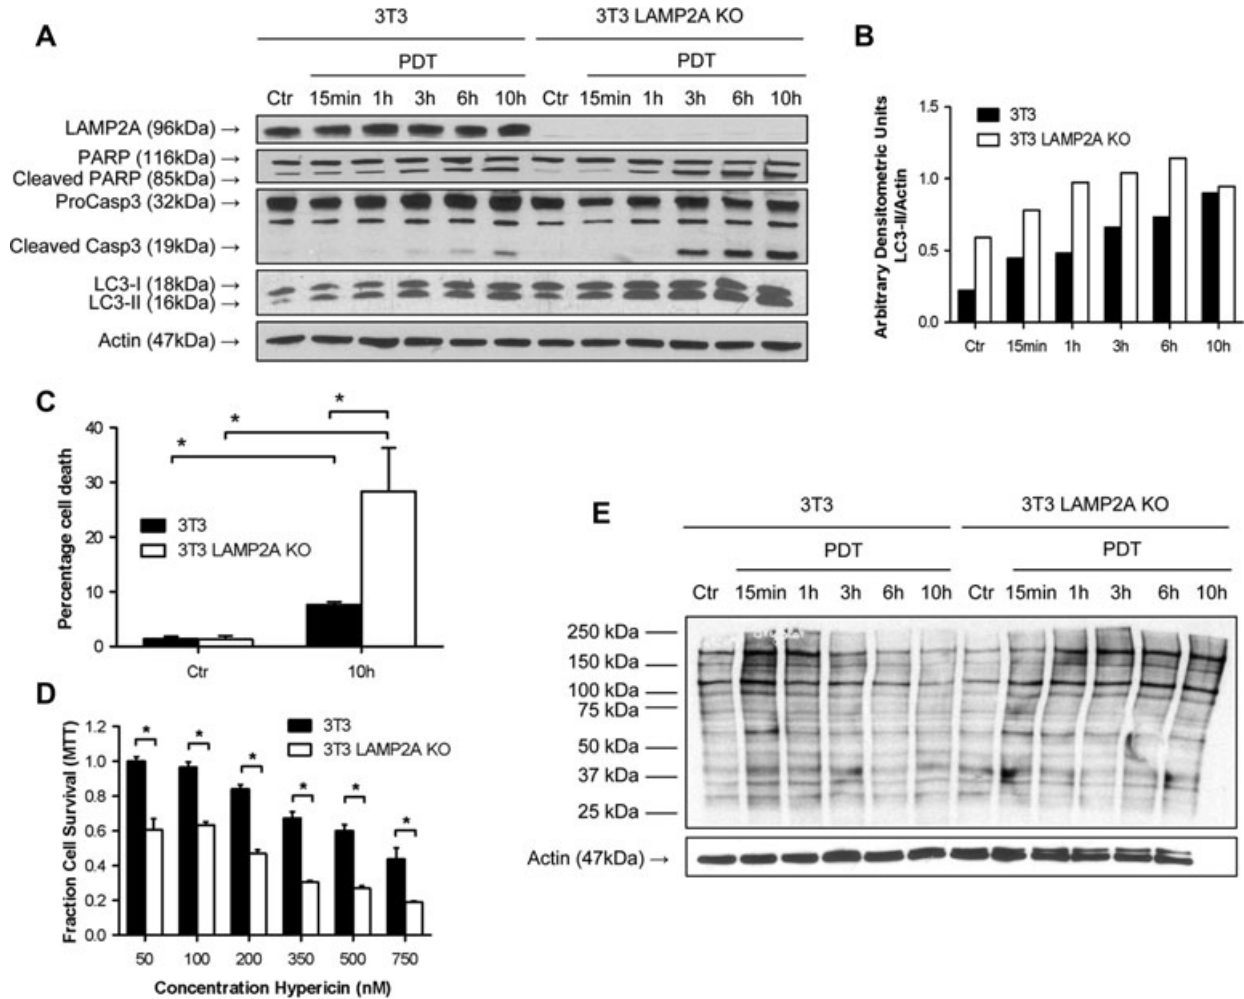 A
3T3 3T3 LAMP2A KO
PDT PDT
Ctr 15min 1h 3h 6h 10h Ctr 15min 1h 3h 6h 10h
LAMP2A (96kDa) →
PARP (116kDa) →
Cleaved PARP (85kDa) →
ProCasp3 (32kDa) →
Cleaved Casp3 (19kDa) →
LC3-I (18kDa) →
LC3-II (16kDa) →
Actin (47kDa) →
B
Arbitrary Densitometric Units
LC3-II/Actin
1.5
1.0
0.5
0.0
3T3
3T3 LAMP2A KO
Ctr 15min 1h 3h 6h 10h
C
Percentage cell death
40
30
20
10
0
* * *
3T3
3T3 LAMP2A KO
Ctr 10h
D
Fraction Cell Survival (MTT)
1.2
1.0
0.8
0.6
0.4
0.2
0.0
3T3
3T3 LAMP2A KO
* * * * * *
50 100 200 350 500 750
Concentration Hypericin (nM)
E
3T3 3T3 LAMP2A KO
PDT PDT
Ctr 15min 1h 3h 6h 10h Ctr 15min 1h 3h 6h 10h
250 kDa
150 kDa
100 kDa
75 kDa
50 kDa
37 kDa
25 kDa
Actin (47kDa) →